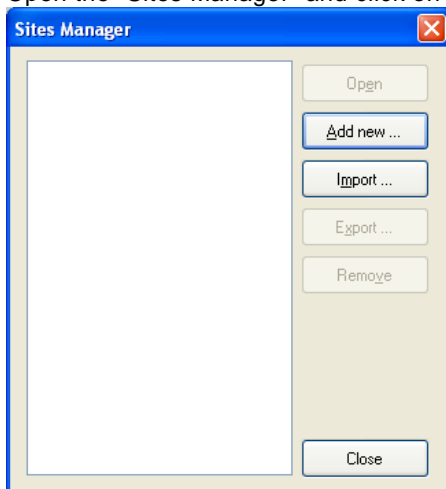 Open the "Sites Manager" and click on
Sites Manager
Open
Add new ...
Import ...
Export ...
Remove
Close